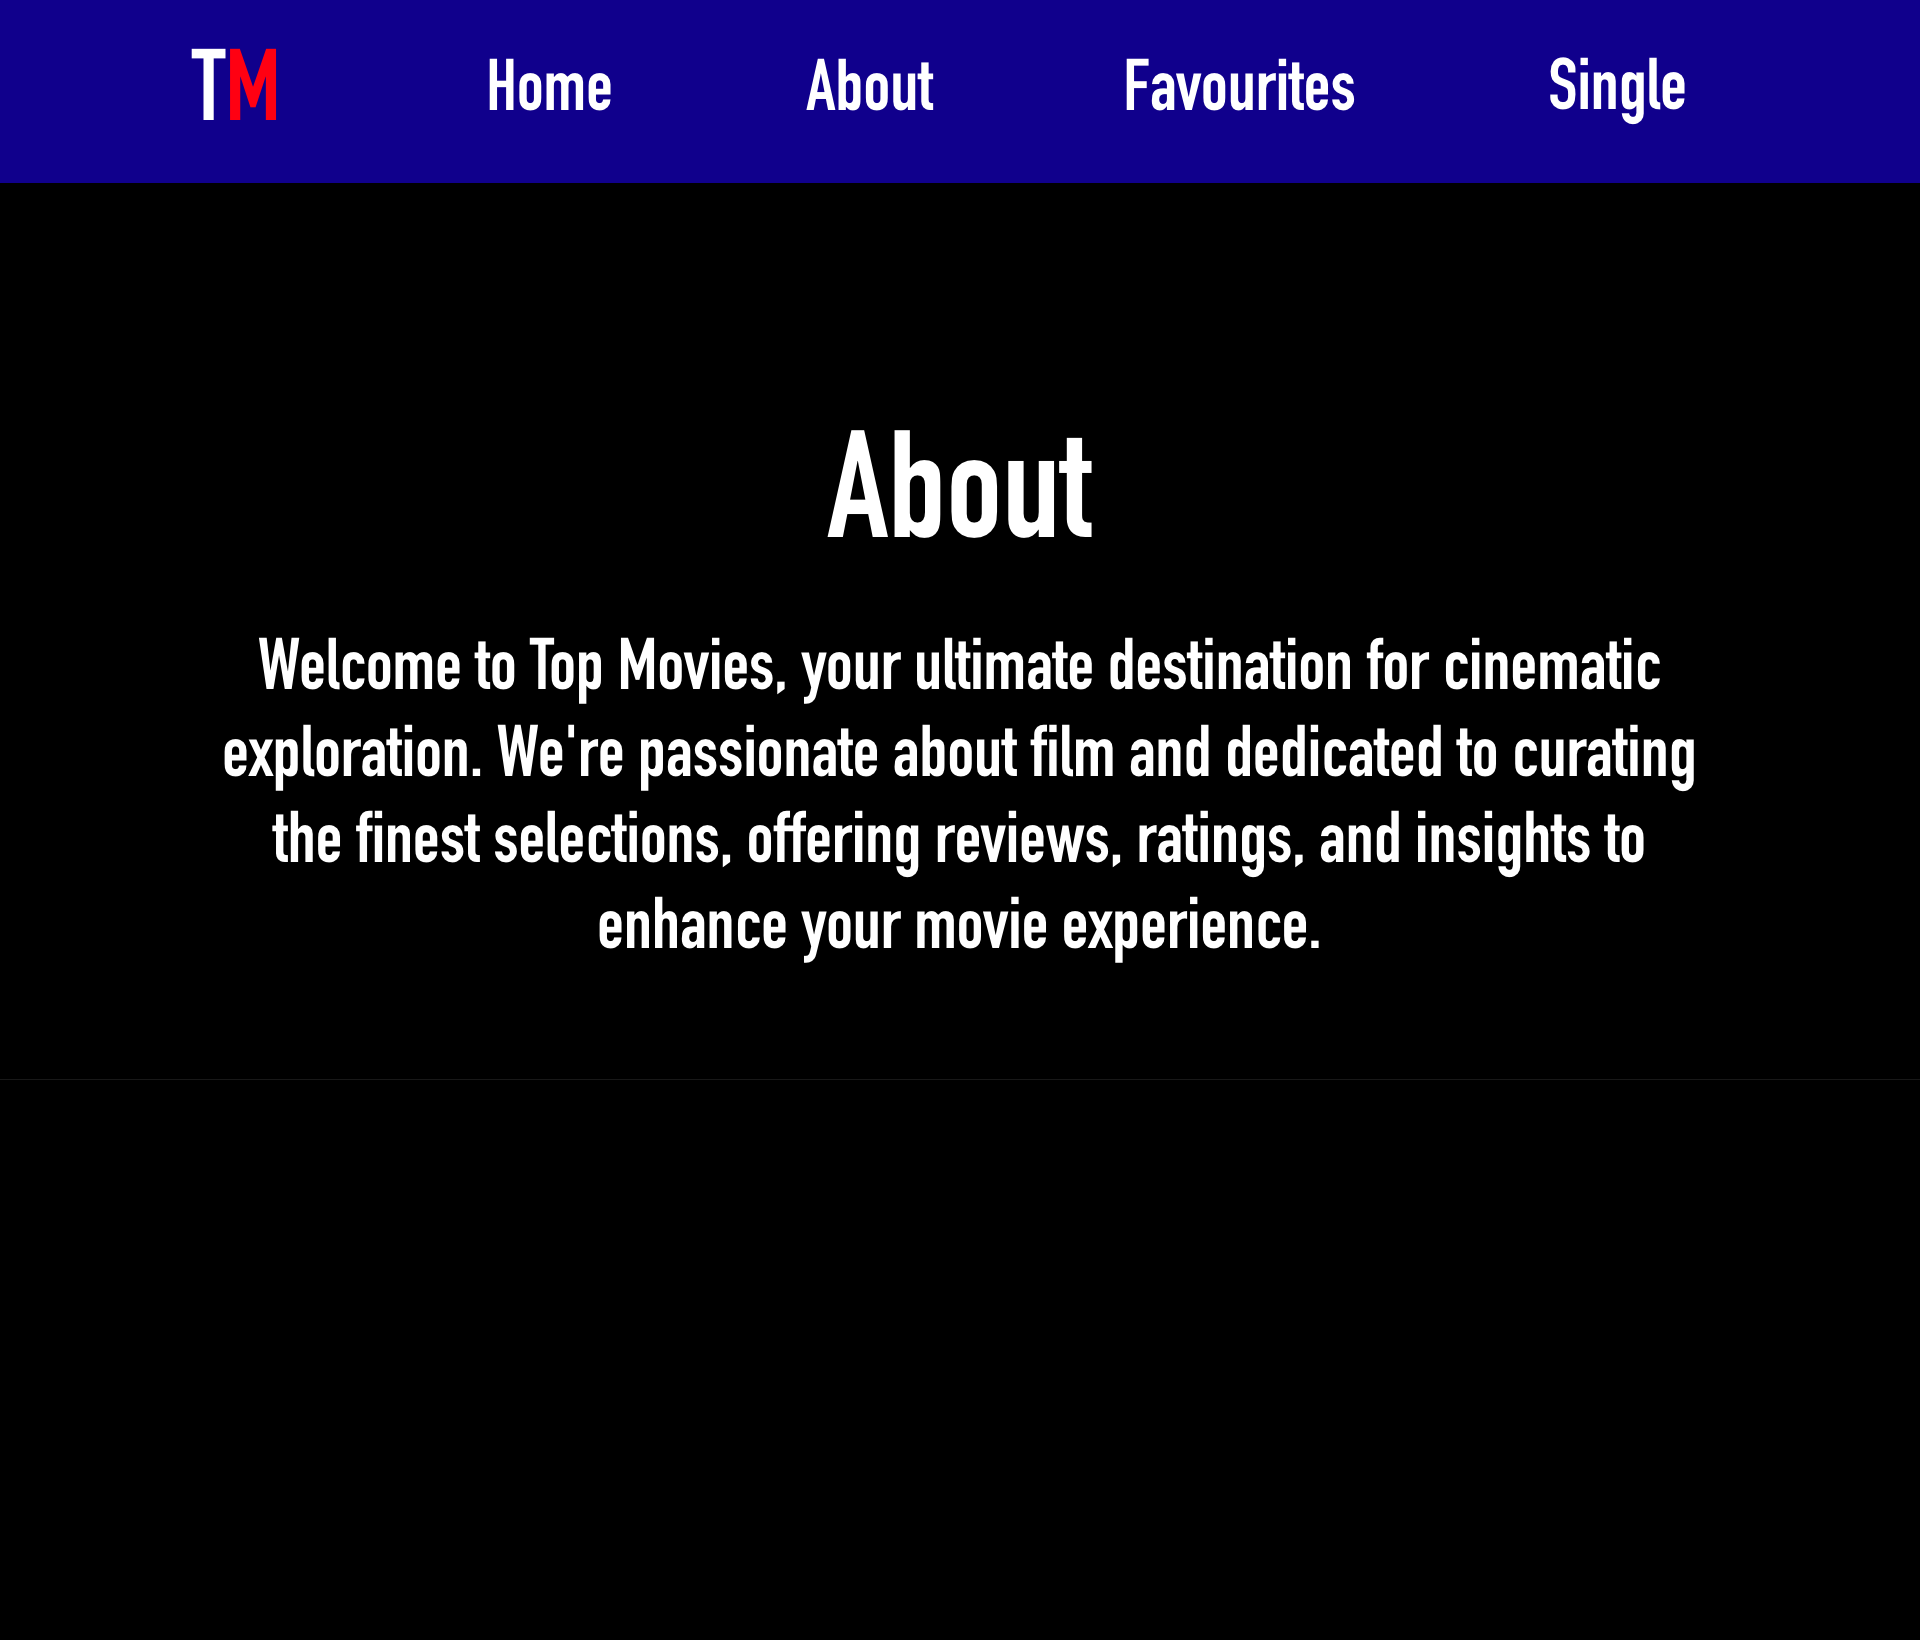 TM Home About Favourites Single
About
Welcome to Top Movies, your ultimate destination for cinematic
exploration. We're passionate about film and dedicated to curating
the finest selections, offering reviews, ratings, and insights to
enhance your movie experience.